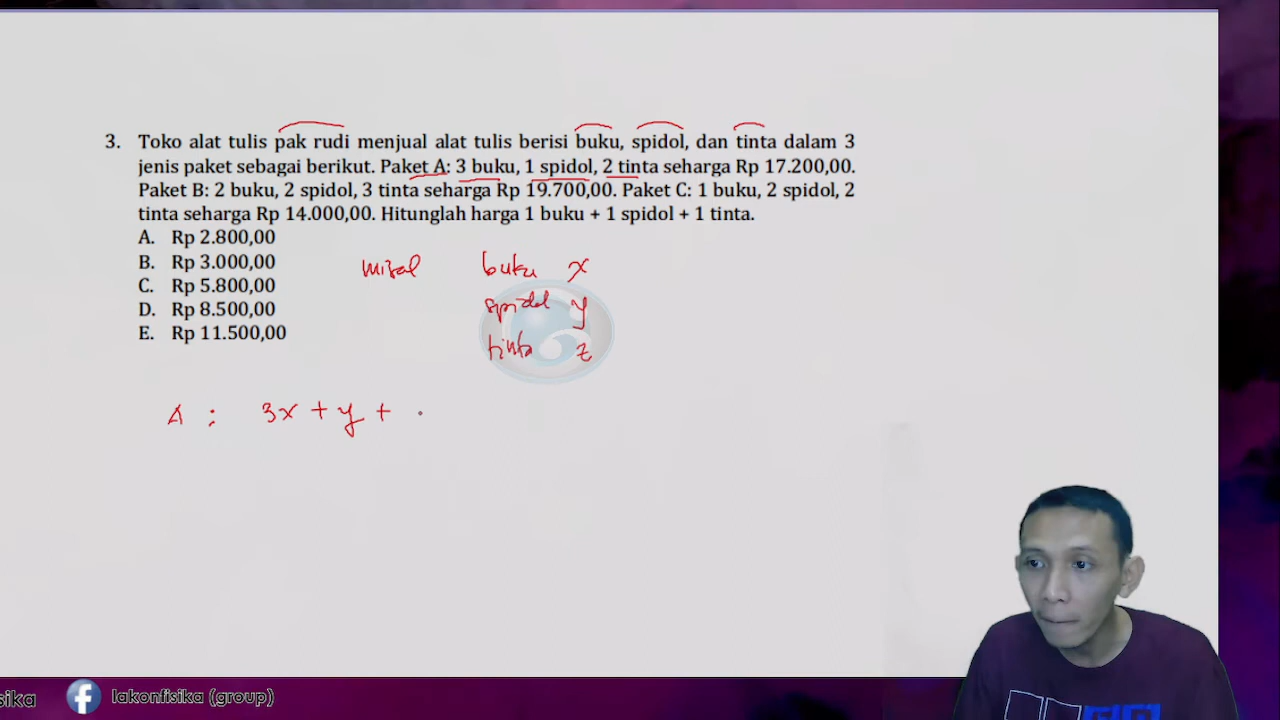 3. Toko alat tulis pak rudi menjual alat tulis berisi buku, spidol, dan tinta dalam 3
jenis paket sebagai berikut. Paket A: 3 buku, 1 spidol, 2 tinta seharga Rp 17.200,00.
Paket B: 2 buku, 2 spidol, 3 tinta seharga Rp 19.700,00. Paket C: 1 buku, 2 spidol, 2
tinta seharga Rp 14.000,00. Hitunglah harga 1 buku + 1 spidol + 1 tinta.
A. Rp 2.800,00
B. Rp 3.000,00
C. Rp 5.800,00
D. Rp 8.500,00
E. Rp 11.500,00
misal buku x
spidol y
tinta z
A : 3x + y +
sika f lakonfisika (group)